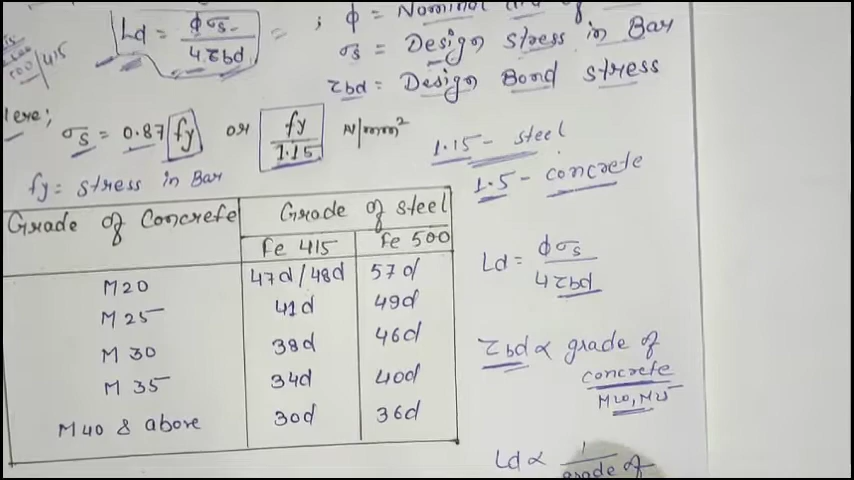 Ld = ϕσs / 4τbd = ; ϕ = Nominal
σs = Design stress in Bar
500/415
τbd = Design Bond stress
Here;
σs = 0.87 fy or fy/1.15 N/mm²
1.15 - steel
fy = stress in Bar
1.5 - concrete
Grade of Concrete Grade of steel
Fe 415 Fe 500
M20 47d/48d 57d
M25 41d 49d
M30 38d 46d
M35 34d 40d
M40 & above 30d 36d
Ld = ϕσs / 4τbd
τbd ∝ grade of
concrete
M20, M25
Ld ∝ 1 / grade of